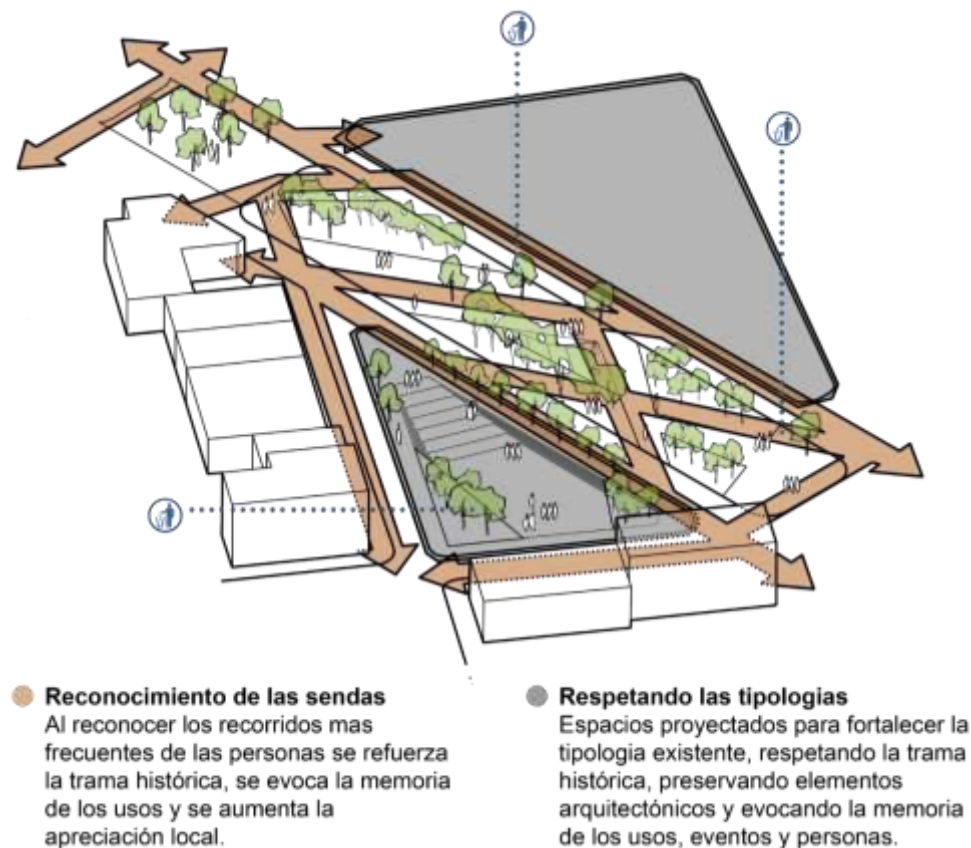 Reconocimiento de las sendas
Al reconocer los recorridos mas
frecuentes de las personas se refuerza
la trama histórica, se evoca la memoria
de los usos y se aumenta la
apreciación local.
Respetando las tipologias
Espacios proyectados para fortalecer la
tipologia existente, respetando la trama
histórica, preservando elementos
arquitectónicos y evocando la memoria
de los usos, eventos y personas.